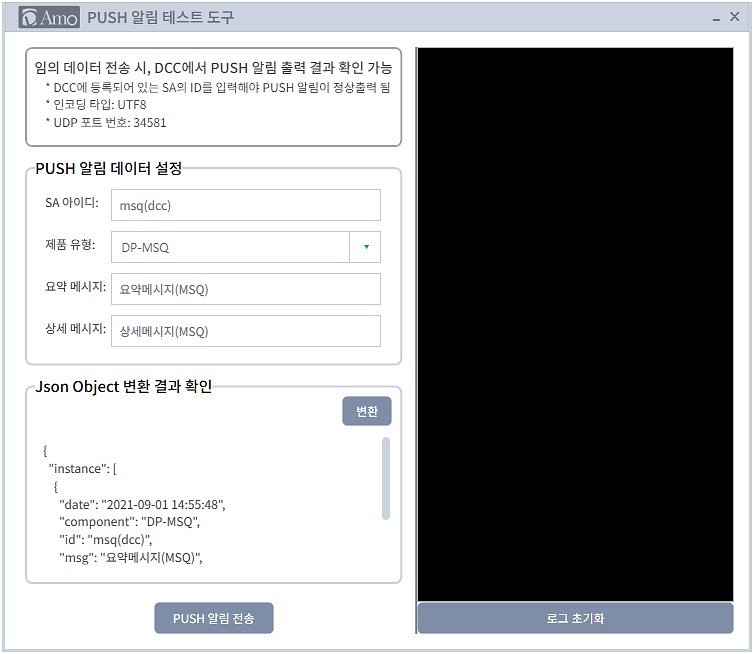 Amo PUSH 알림 테스트 도구
임의 데이터 전송 시, DCC에서 PUSH 알림 출력 결과 확인 가능
* DCC에 등록되어 있는 SA의 ID를 입력해야 PUSH 알림이 정상출력 됨
* 인코딩 타입: UTF8
* UDP 포트 번호: 34581
PUSH 알림 데이터 설정
SA 아이디: msq(dcc)
제품 유형: DP-MSQ
요약 메시지: 요약메시지(MSQ)
상세 메시지: 상세메시지(MSQ)
Json Object 변환 결과 확인
변환
{
"instance": [
{
"date": "2021-09-01 14:55:48",
"component": "DP-MSQ",
"id": "msq(dcc)",
"msg": "요약메시지(MSQ)",
PUSH 알림 전송
로그 초기화